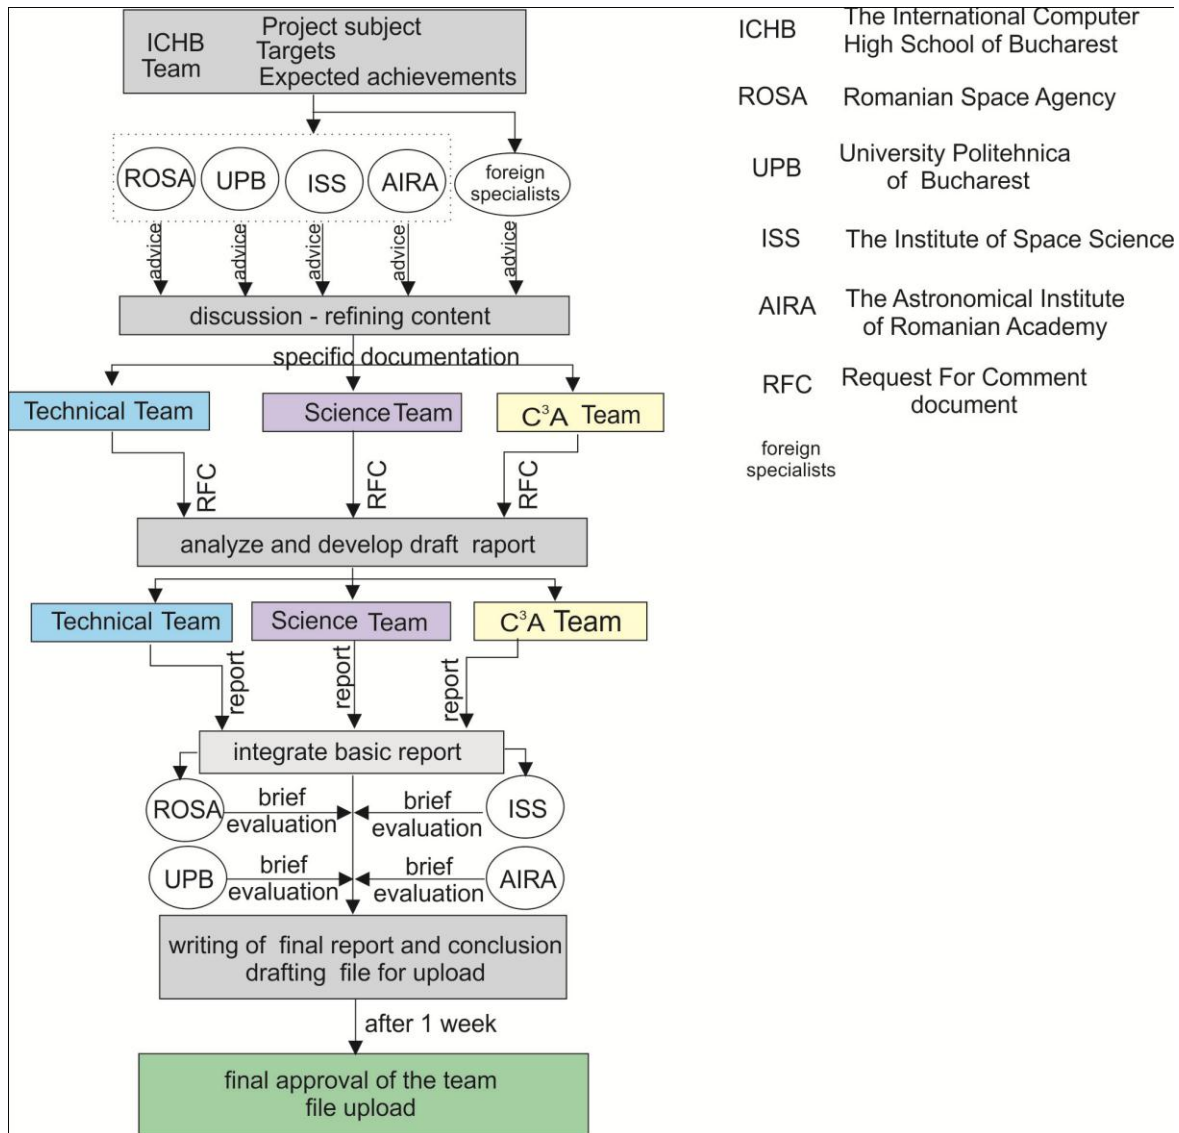 ICHB Team
Project subject
Targets
Expected achievements
ROSA
UPB
ISS
AIRA
foreign
specialists
advice
advice
advice
advice
advice
discussion - refining content
specific documentation
Technical Team
Science Team
C³A Team
RFC
RFC
RFC
analyze and develop draft raport
Technical Team
Science Team
C³A Team
report
report
report
integrate basic report
ROSA
brief
evaluation
brief
evaluation
ISS
UPB
brief
evaluation
brief
evaluation
AIRA
writing of final report and conclusion
drafting file for upload
after 1 week
final approval of the team
file upload
ICHB
The International Computer
High School of Bucharest
ROSA
Romanian Space Agency
UPB
University Politehnica
of Bucharest
ISS
The Institute of Space Science
AIRA
The Astronomical Institute
of Romanian Academy
RFC
Request For Comment
document
foreign
specialists